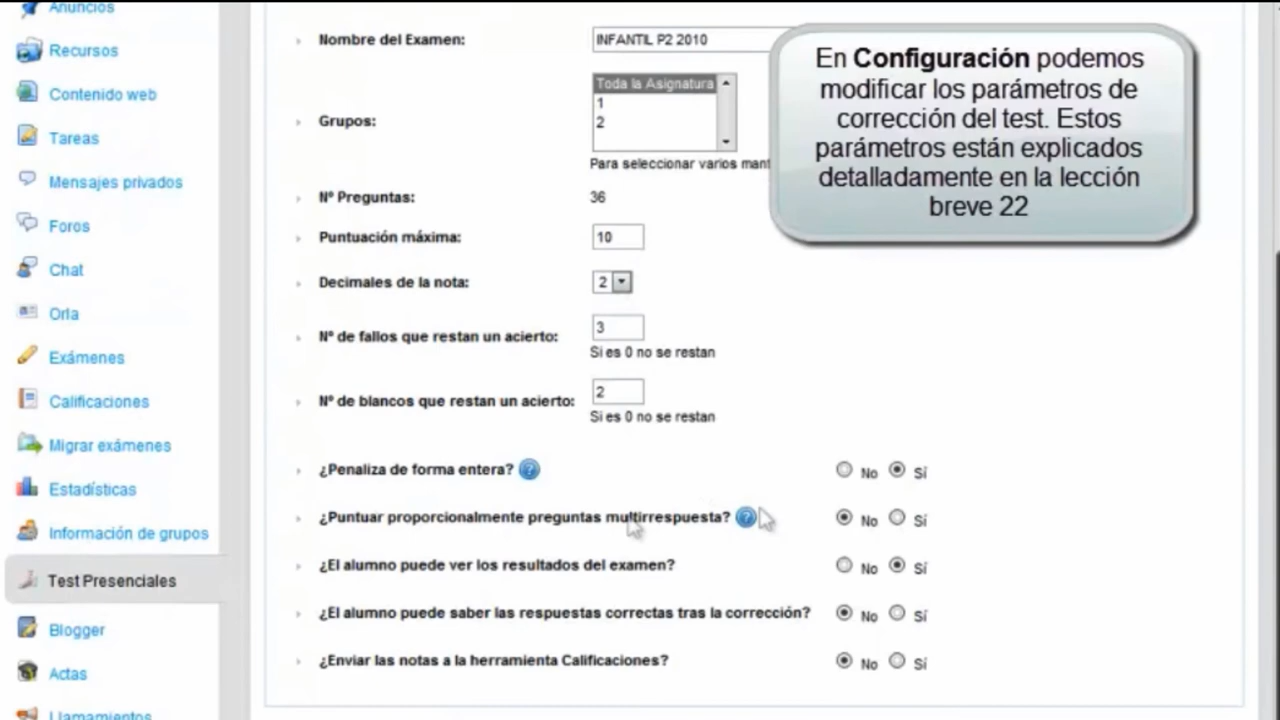 Anuncios
Recursos
Contenido web
Tareas
Mensajes privados
Foros
Chat
Orla
Exámenes
Calificaciones
Migrar exámenes
Estadísticas
Información de grupos
Test Presenciales
Blogger
Actas
Llamamientos
Nombre del Examen: INFANTIL P2 2010
Grupos:
Toda la Asignatura
1
2
Para seleccionar varios mant
Nº Preguntas: 36
Puntuación máxima: 10
Decimales de la nota: 2
Nº de fallos que restan un acierto: 3
Si es 0 no se restan
Nº de blancos que restan un acierto: 2
Si es 0 no se restan
¿Penaliza de forma entera? ? No Sí
¿Puntuar proporcionalmente preguntas multirrespuesta? ? No Sí
¿El alumno puede ver los resultados del examen? No Sí
¿El alumno puede saber las respuestas correctas tras la corrección? No Sí
¿Enviar las notas a la herramienta Calificaciones? No Sí
En Configuración podemos
modificar los parámetros de
corrección del test. Estos
parámetros están explicados
detalladamente en la lección
breve 22